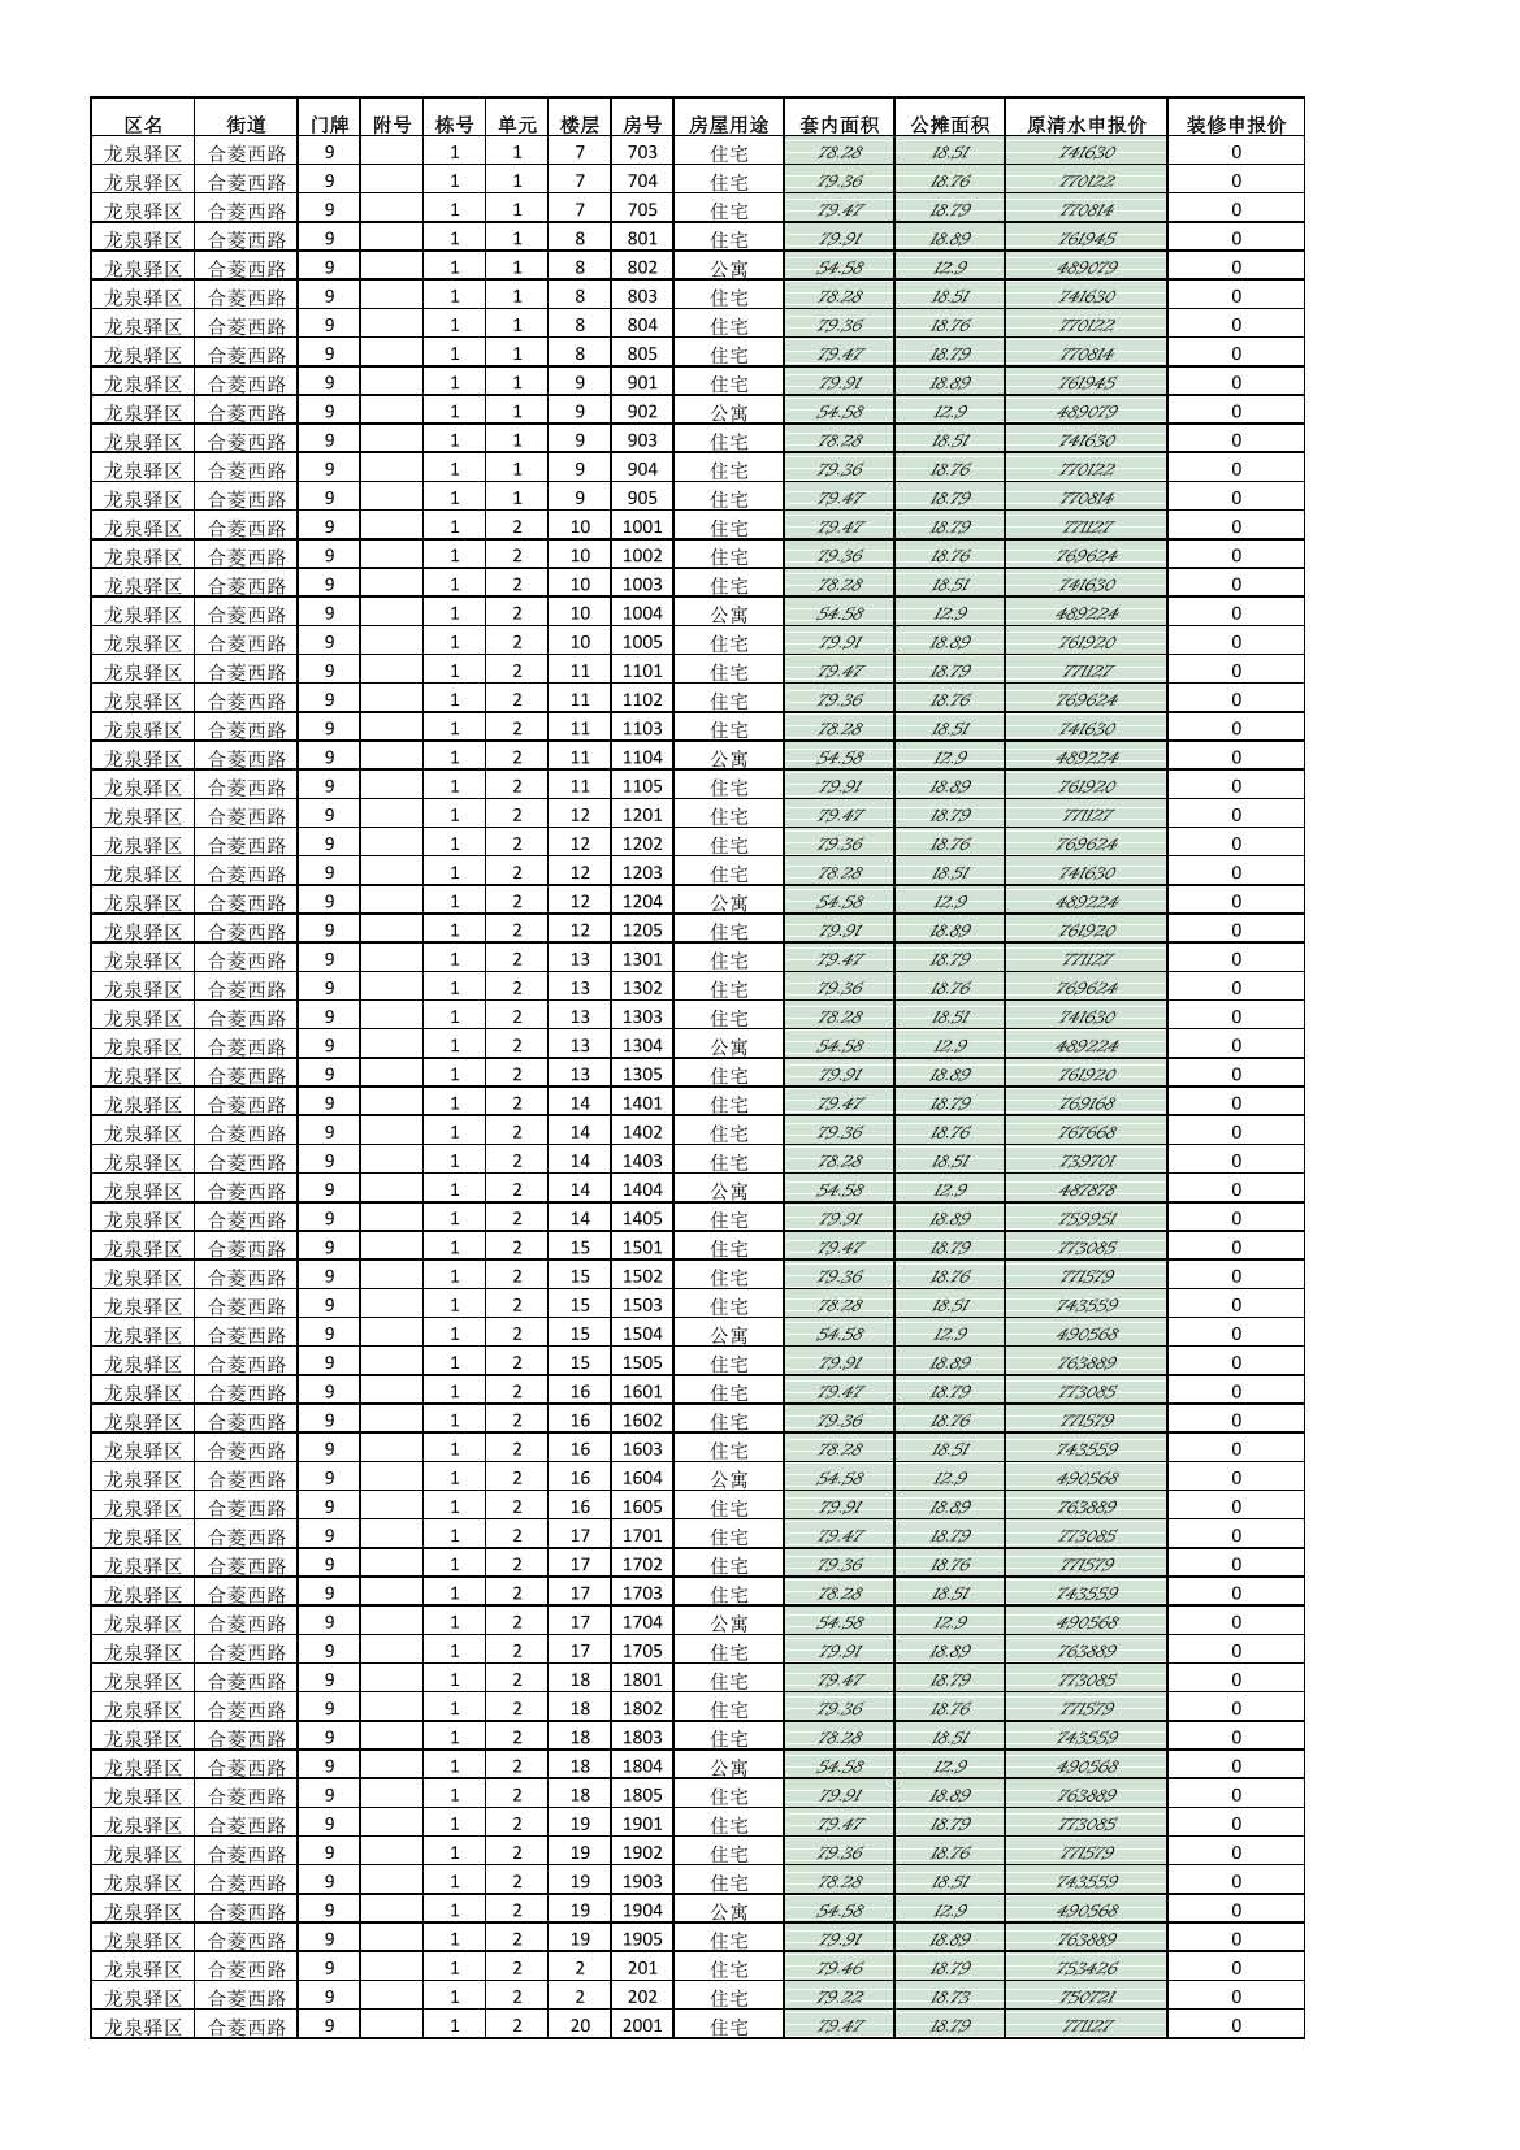 区名 街道 门牌 附号 栋号 单元 楼层 房号 房屋用途 套内面积 公摊面积 原清水申报价 装修申报价
龙泉驿区 合菱西路 9 1 1 7 703 住宅 78.28 18.51 741630 0
龙泉驿区 合菱西路 9 1 1 7 704 住宅 79.36 18.76 770122 0
龙泉驿区 合菱西路 9 1 1 7 705 住宅 79.47 18.79 770814 0
龙泉驿区 合菱西路 9 1 1 8 801 住宅 79.91 18.89 761945 0
龙泉驿区 合菱西路 9 1 1 8 802 公寓 54.58 12.9 489079 0
龙泉驿区 合菱西路 9 1 1 8 803 住宅 78.28 18.51 741630 0
龙泉驿区 合菱西路 9 1 1 8 804 住宅 79.36 18.76 770122 0
龙泉驿区 合菱西路 9 1 1 8 805 住宅 79.47 18.79 770814 0
龙泉驿区 合菱西路 9 1 1 9 901 住宅 79.91 18.89 761945 0
龙泉驿区 合菱西路 9 1 1 9 902 公寓 54.58 12.9 489079 0
龙泉驿区 合菱西路 9 1 1 9 903 住宅 78.28 18.51 741630 0
龙泉驿区 合菱西路 9 1 1 9 904 住宅 79.36 18.76 770122 0
龙泉驿区 合菱西路 9 1 1 9 905 住宅 79.47 18.79 770814 0
龙泉驿区 合菱西路 9 1 2 10 1001 住宅 79.47 18.79 771127 0
龙泉驿区 合菱西路 9 1 2 10 1002 住宅 79.36 18.76 769624 0
龙泉驿区 合菱西路 9 1 2 10 1003 住宅 78.28 18.51 741630 0
龙泉驿区 合菱西路 9 1 2 10 1004 公寓 54.58 12.9 489224 0
龙泉驿区 合菱西路 9 1 2 10 1005 住宅 79.91 18.89 761920 0
龙泉驿区 合菱西路 9 1 2 11 1101 住宅 79.47 18.79 771127 0
龙泉驿区 合菱西路 9 1 2 11 1102 住宅 79.36 18.76 769624 0
龙泉驿区 合菱西路 9 1 2 11 1103 住宅 78.28 18.51 741630 0
龙泉驿区 合菱西路 9 1 2 11 1104 公寓 54.58 12.9 489224 0
龙泉驿区 合菱西路 9 1 2 11 1105 住宅 79.91 18.89 761920 0
龙泉驿区 合菱西路 9 1 2 12 1201 住宅 79.47 18.79 771127 0
龙泉驿区 合菱西路 9 1 2 12 1202 住宅 79.36 18.76 769624 0
龙泉驿区 合菱西路 9 1 2 12 1203 住宅 78.28 18.51 741630 0
龙泉驿区 合菱西路 9 1 2 12 1204 公寓 54.58 12.9 489224 0
龙泉驿区 合菱西路 9 1 2 12 1205 住宅 79.91 18.89 761920 0
龙泉驿区 合菱西路 9 1 2 13 1301 住宅 79.47 18.79 771127 0
龙泉驿区 合菱西路 9 1 2 13 1302 住宅 79.36 18.76 769624 0
龙泉驿区 合菱西路 9 1 2 13 1303 住宅 78.28 18.51 741630 0
龙泉驿区 合菱西路 9 1 2 13 1304 公寓 54.58 12.9 489224 0
龙泉驿区 合菱西路 9 1 2 13 1305 住宅 79.91 18.89 761920 0
龙泉驿区 合菱西路 9 1 2 14 1401 住宅 79.47 18.79 769168 0
龙泉驿区 合菱西路 9 1 2 14 1402 住宅 79.36 18.76 767668 0
龙泉驿区 合菱西路 9 1 2 14 1403 住宅 78.28 18.51 739701 0
龙泉驿区 合菱西路 9 1 2 14 1404 公寓 54.58 12.9 487878 0
龙泉驿区 合菱西路 9 1 2 14 1405 住宅 79.91 18.89 759951 0
龙泉驿区 合菱西路 9 1 2 15 1501 住宅 79.47 18.79 773085 0
龙泉驿区 合菱西路 9 1 2 15 1502 住宅 79.36 18.76 771579 0
龙泉驿区 合菱西路 9 1 2 15 1503 住宅 78.28 18.51 743559 0
龙泉驿区 合菱西路 9 1 2 15 1504 公寓 54.58 12.9 490568 0
龙泉驿区 合菱西路 9 1 2 15 1505 住宅 79.91 18.89 763889 0
龙泉驿区 合菱西路 9 1 2 16 1601 住宅 79.47 18.79 773085 0
龙泉驿区 合菱西路 9 1 2 16 1602 住宅 79.36 18.76 771579 0
龙泉驿区 合菱西路 9 1 2 16 1603 住宅 78.28 18.51 743559 0
龙泉驿区 合菱西路 9 1 2 16 1604 公寓 54.58 12.9 490568 0
龙泉驿区 合菱西路 9 1 2 16 1605 住宅 79.91 18.89 763889 0
龙泉驿区 合菱西路 9 1 2 17 1701 住宅 79.47 18.79 773085 0
龙泉驿区 合菱西路 9 1 2 17 1702 住宅 79.36 18.76 771579 0
龙泉驿区 合菱西路 9 1 2 17 1703 住宅 78.28 18.51 743559 0
龙泉驿区 合菱西路 9 1 2 17 1704 公寓 54.58 12.9 490568 0
龙泉驿区 合菱西路 9 1 2 17 1705 住宅 79.91 18.89 763889 0
龙泉驿区 合菱西路 9 1 2 18 1801 住宅 79.47 18.79 773085 0
龙泉驿区 合菱西路 9 1 2 18 1802 住宅 79.36 18.76 771579 0
龙泉驿区 合菱西路 9 1 2 18 1803 住宅 78.28 18.51 743559 0
龙泉驿区 合菱西路 9 1 2 18 1804 公寓 54.58 12.9 490568 0
龙泉驿区 合菱西路 9 1 2 18 1805 住宅 79.91 18.89 763889 0
龙泉驿区 合菱西路 9 1 2 19 1901 住宅 79.47 18.79 773085 0
龙泉驿区 合菱西路 9 1 2 19 1902 住宅 79.36 18.76 771579 0
龙泉驿区 合菱西路 9 1 2 19 1903 住宅 78.28 18.51 743559 0
龙泉驿区 合菱西路 9 1 2 19 1904 公寓 54.58 12.9 490568 0
龙泉驿区 合菱西路 9 1 2 19 1905 住宅 79.91 18.89 763889 0
龙泉驿区 合菱西路 9 1 2 2 201 住宅 79.46 18.79 753426 0
龙泉驿区 合菱西路 9 1 2 2 202 住宅 79.22 18.73 750721 0
龙泉驿区 合菱西路 9 1 2 20 2001 住宅 79.47 18.79 771127 0